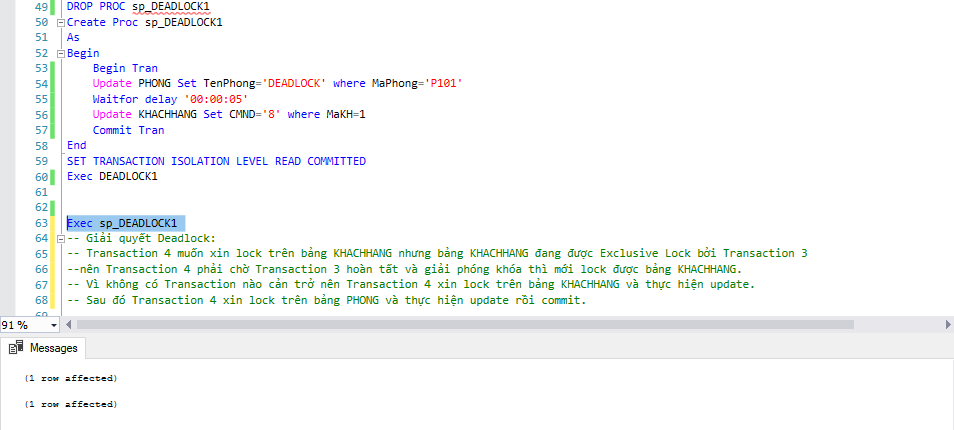 49 DROP PROC sp_DEADLOCK1
50 Create Proc sp_DEADLOCK1
51 As
52 Begin
53 Begin Tran
54 Update PHONG Set TenPhong='DEADLOCK' where MaPhong='P101'
55 Waitfor delay '00:00:05'
56 Update KHACHHANG Set CMND='8' where MaKH=1
57 Commit Tran
58 End
59 SET TRANSACTION ISOLATION LEVEL READ COMMITTED
60 Exec DEADLOCK1
61
62
63 Exec sp_DEADLOCK1
64 -- Giải quyết Deadlock:
65 -- Transaction 4 muốn xin lock trên bảng KHACHHANG nhưng bảng KHACHHANG đang được Exclusive Lock bởi Transaction 3
66 --nên Transaction 4 phải chờ Transaction 3 hoàn tất và giải phóng khóa thì mới lock được bảng KHACHHANG.
67 -- Vì không có Transaction nào cản trở nên Transaction 4 xin lock trên bảng KHACHHANG và thực hiện update.
68 -- Sau đó Transaction 4 xin lock trên bảng PHONG và thực hiện update rồi commit.
69
91 %
Messages
(1 row affected)
(1 row affected)